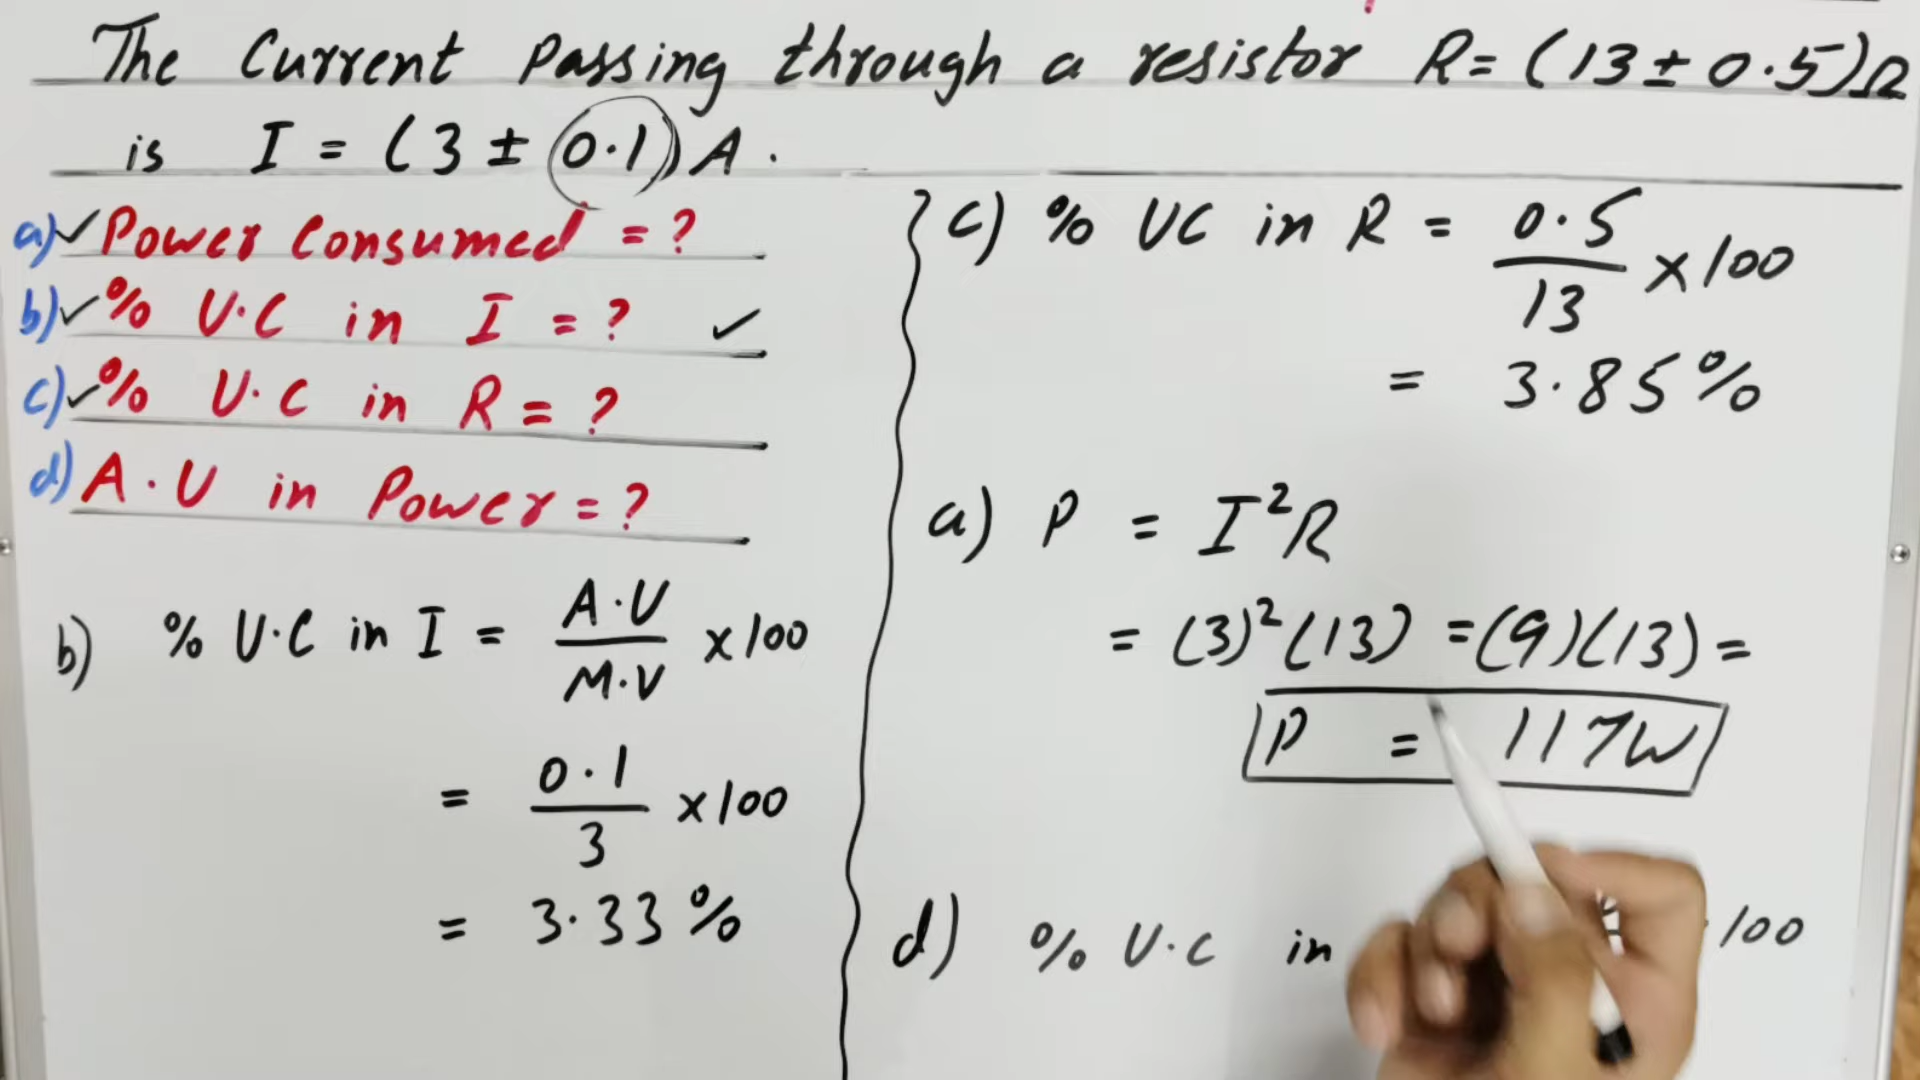 The Current Passing through a resistor R = (13 ± 0.5)Ω
is I = (3 ± 0.1) A.
a) ✓ Power Consumed = ?
b) ✓ % U.C in I = ? ✓
c) ✓ % U.C in R = ?
d) A.U in Power = ?
b) % U.C in I = A.U / M.V × 100
= 0.1 / 3 × 100
= 3.33 %
c) % UC in R = 0.5 / 13 × 100
= 3.85 %
a) P = I²R
= (3)² (13) = (9)(13) =
P = 117W
d) % U.C in 100